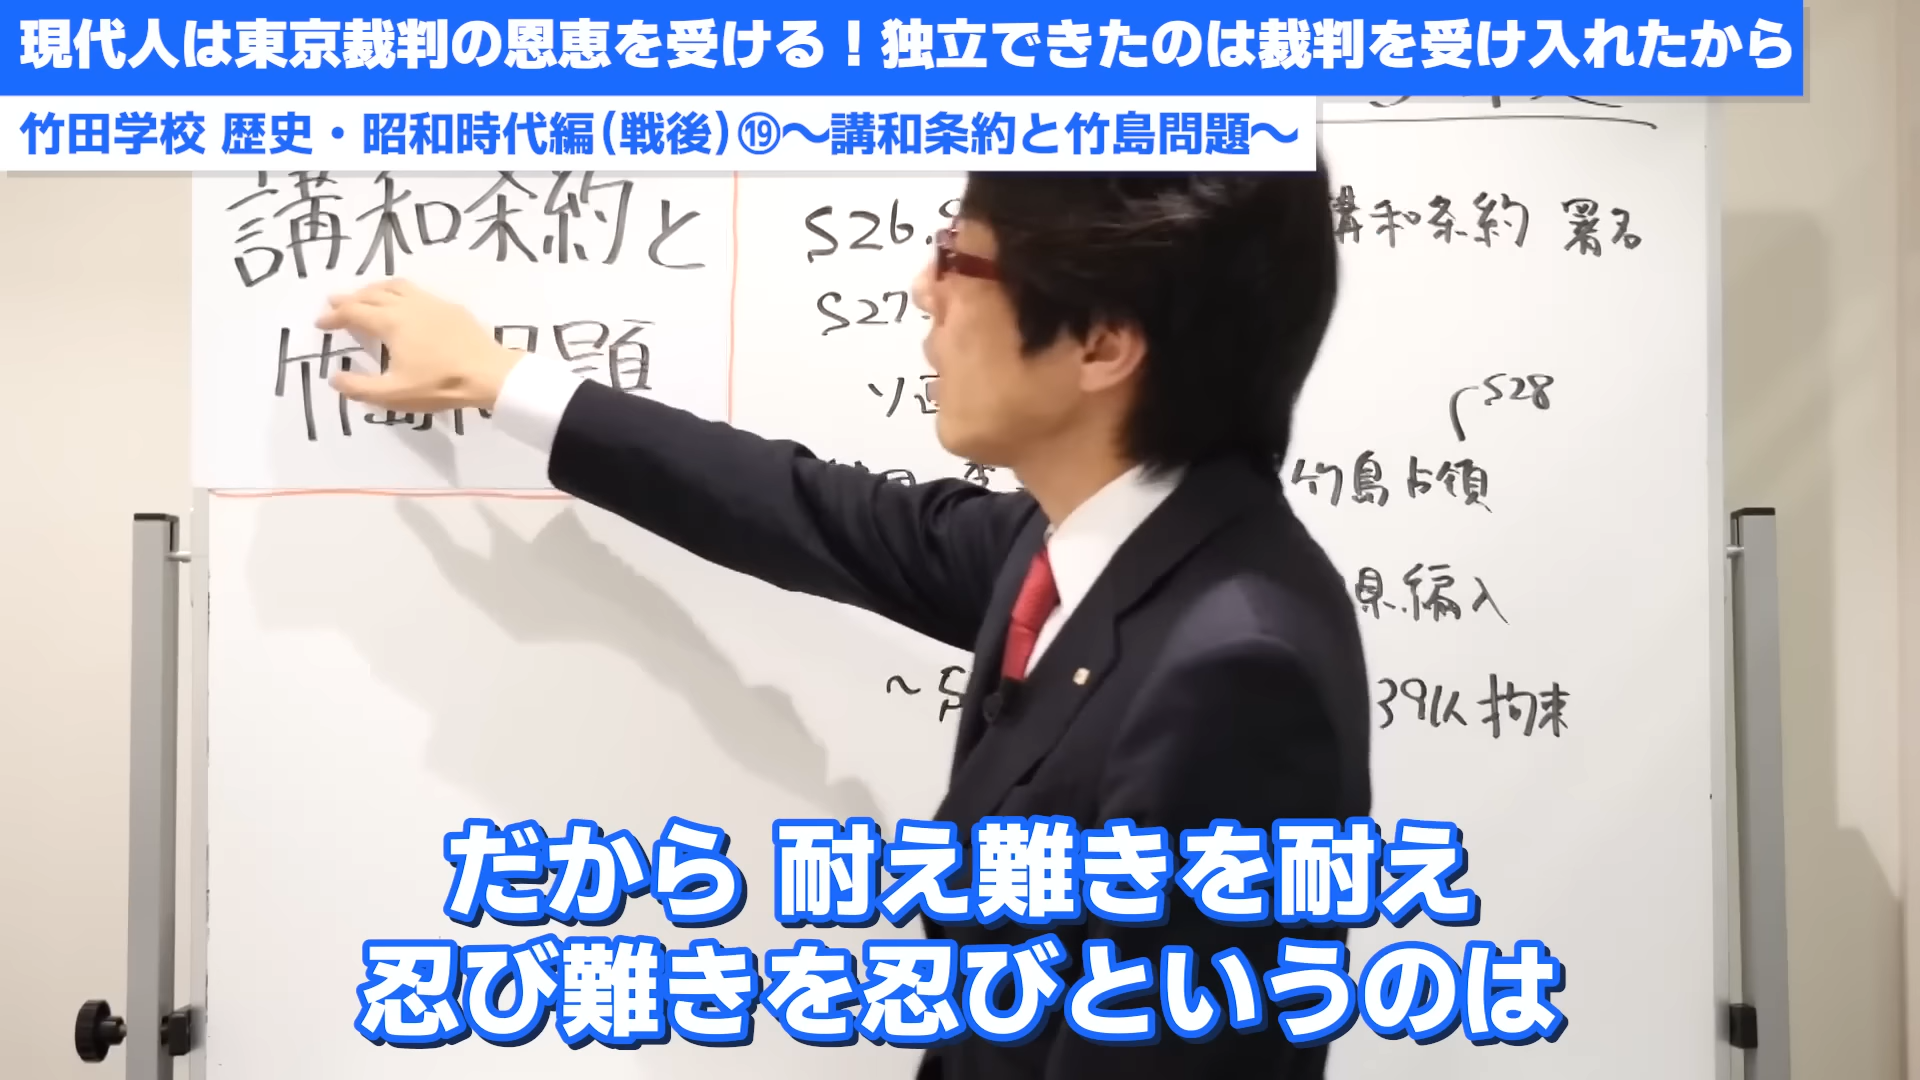 現代人は東京裁判の恩恵を受ける！独立できたのは裁判を受け入れたから
竹田学校 歴史・昭和時代編(戦後)⑲～講和条約と竹島問題～
講和条約と
竹島問題
S26.
講和条約 署名
S27.
ソ
S28
竹島占領
県編入
～S
39人拘束
だから 耐え難きを耐え
忍び難きを忍びというのは